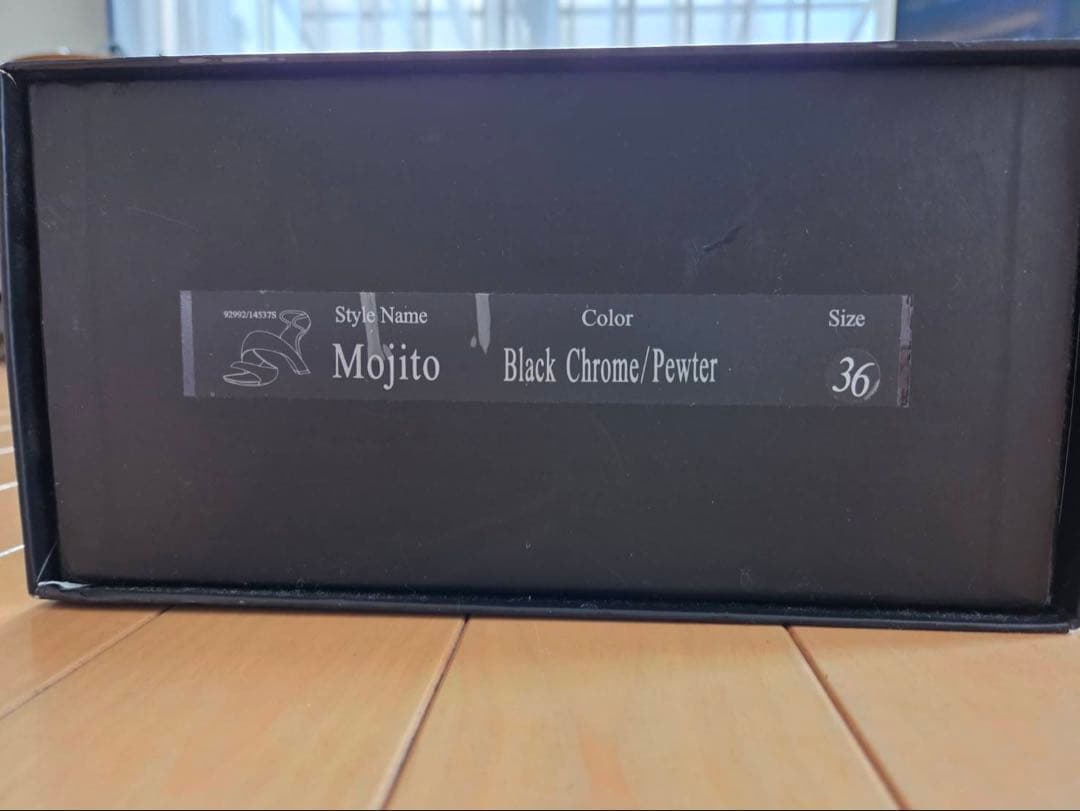 92992/14537S
Style Name Color Size
Mojito Black Chrome/Pewter 36